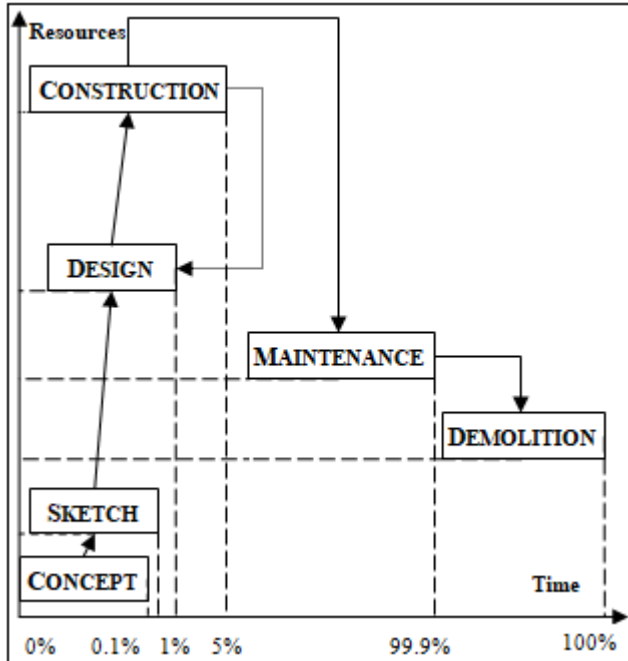 Resources
CONSTRUCTION
DESIGN
MAINTENANCE
DEMOLITION
SKETCH
CONCEPT
Time
0% 0.1% 1% 5% 99.9% 100%